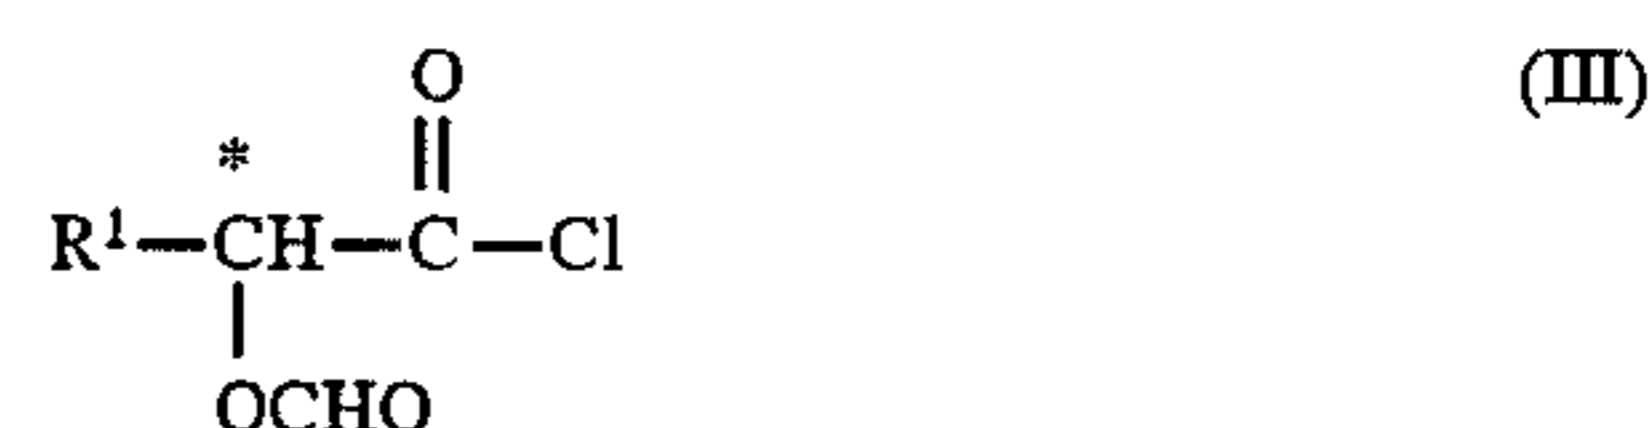 O (III)
*
R¹—CH—C—Cl
OCHO